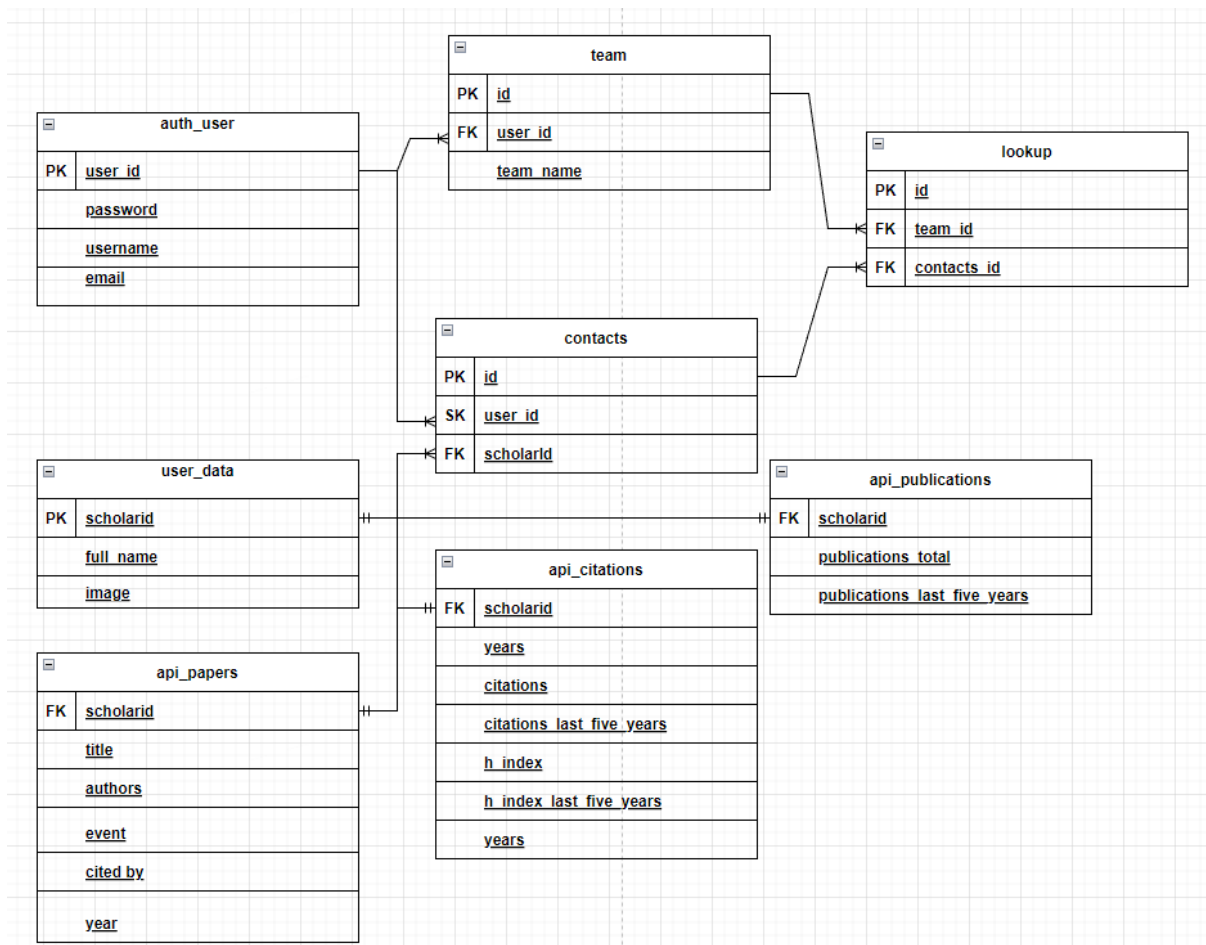 team
PK id
FK user_id
team_name
auth_user
PK user_id
password
username
email
lookup
PK id
FK team_id
FK contacts_id
contacts
PK id
SK user_id
FK scholarId
user_data
PK scholarid
full_name
image
api_publications
FK scholarid
publications_total
publications_last_five_years
api_citations
FK scholarid
years
citations
citations_last_five_years
h_index
h_index_last_five_years
years
api_papers
FK scholarid
title
authors
event
cited by
year